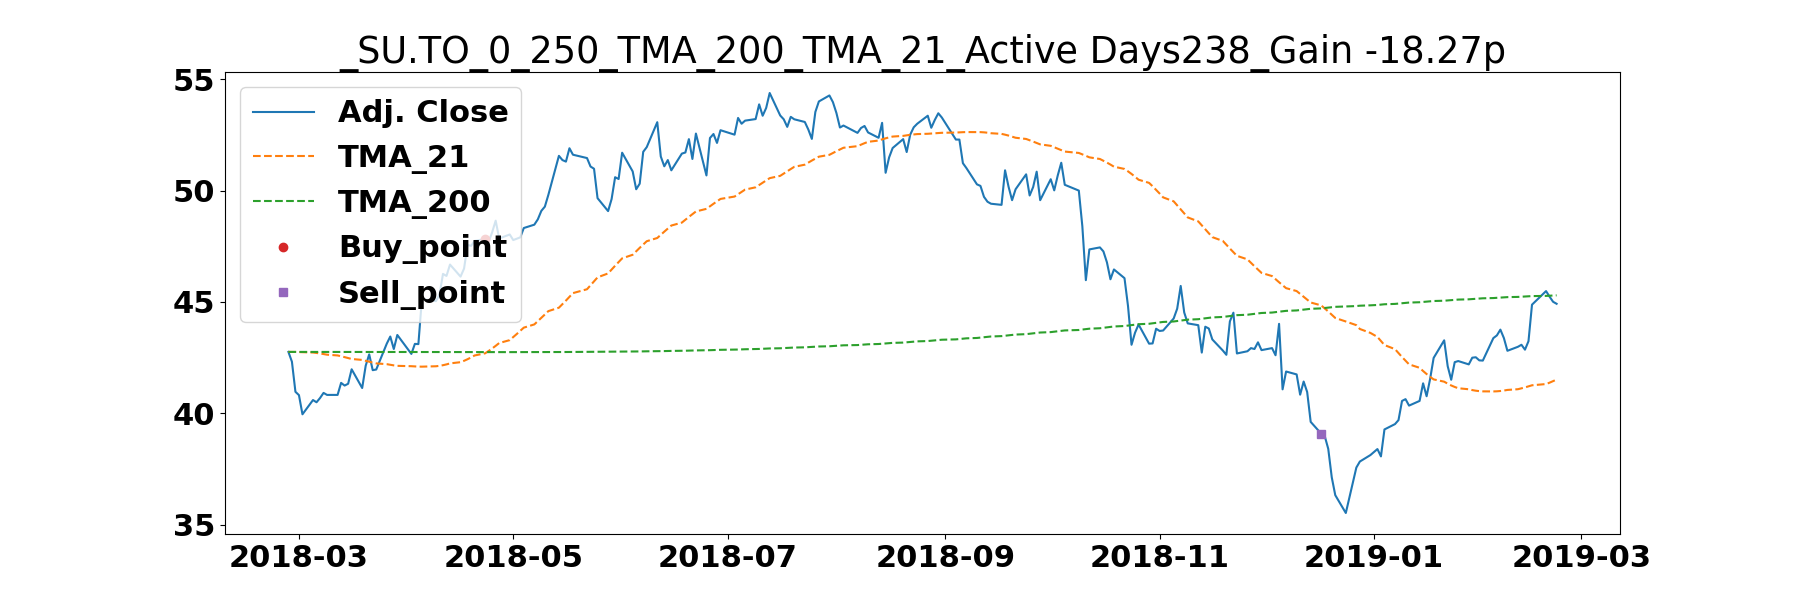 _SU.TO_0_250_TMA_200_TMA_21_Active Days238_Gain -18.27p
55
50
45
40
35
Adj. Close
TMA_21
TMA_200
Buy_point
Sell_point
2018-03 2018-05 2018-07 2018-09 2018-11 2019-01 2019-03